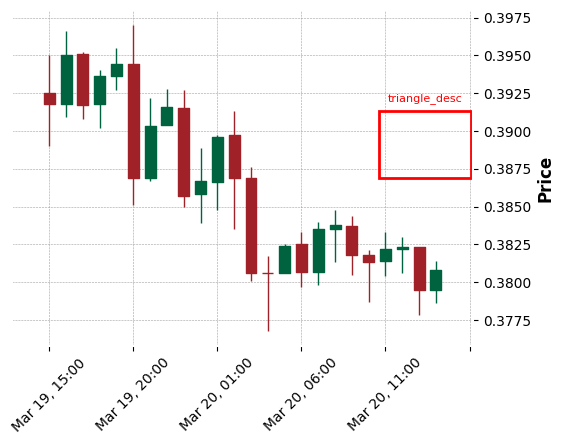 0.3975
0.3950
0.3925
triangle_desc
0.3900
0.3875
Price
0.3850
0.3825
0.3800
0.3775
Mar 19, 15:00
Mar 19, 20:00
Mar 20, 01:00
Mar 20, 06:00
Mar 20, 11:00